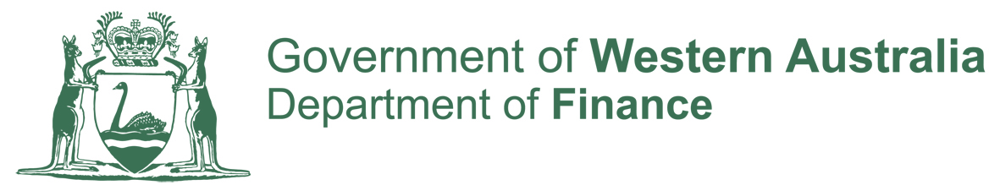 Government of Western Australia
Department of Finance